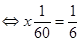 ⇔ x 1/60 = 1/6